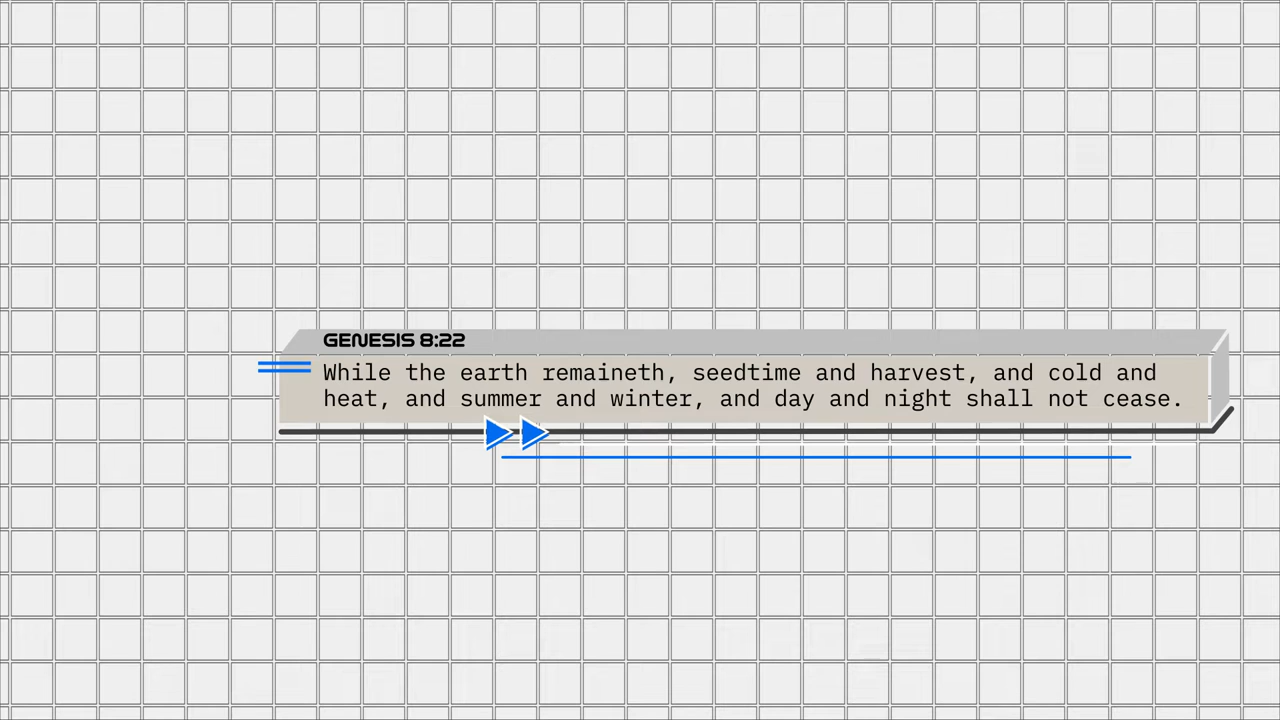 GENESIS 8:22
While the earth remaineth, seedtime and harvest, and cold and
heat, and summer and winter, and day and night shall not cease.